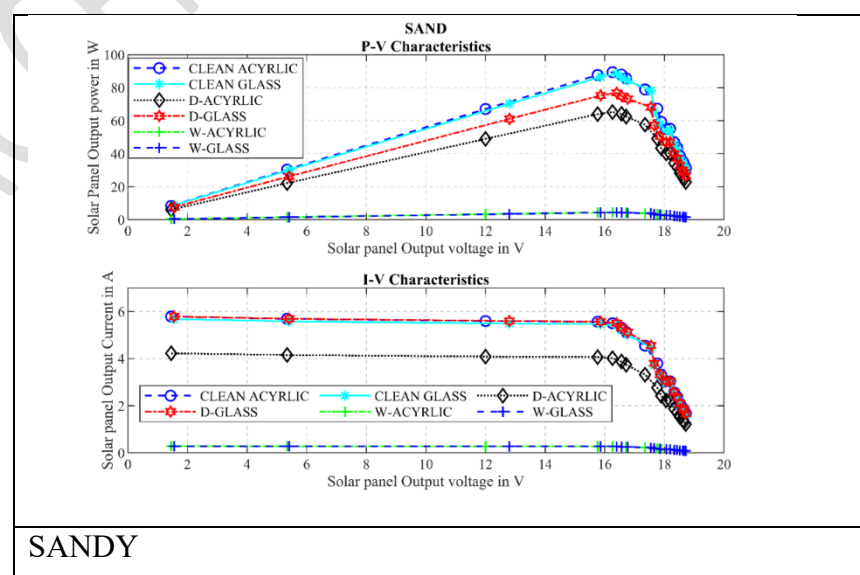 SAND
P-V Characteristics
100
80
60
40
20
0
Solar Panel Output power in W
CLEAN ACYRLIC
CLEAN GLASS
D-ACYRLIC
D-GLASS
W-ACYRLIC
W-GLASS
0 2 4 6 8 10 12 14 16 18 20
Solar panel Output voltage in V
I-V Characteristics
6
4
2
0
Solar panel Output Current in A
CLEAN ACYRLIC CLEAN GLASS D-ACYRLIC
D-GLASS W-ACYRLIC W-GLASS
0 2 4 6 8 10 12 14 16 18 20
Solar panel Output voltage in V
SANDY